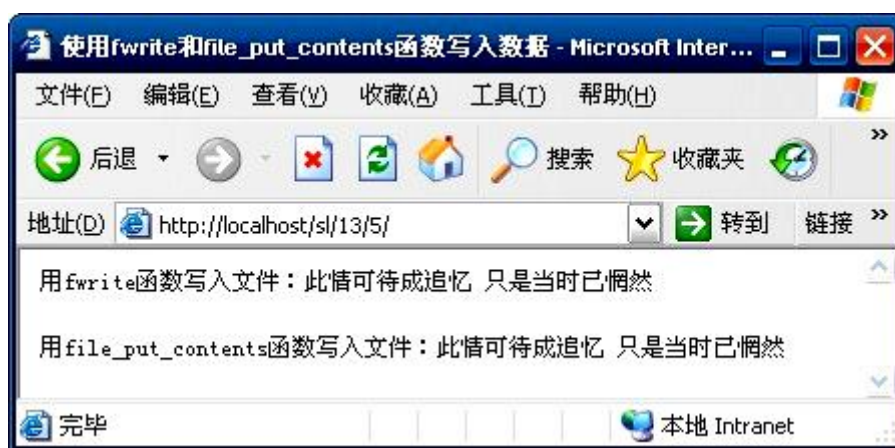 使用fwrite和file_put_contents函数写入数据 - Microsoft Inter...
文件(F) 编辑(E) 查看(V) 收藏(A) 工具(T) 帮助(H)
后退 搜索 收藏夹 »
地址(D) http://localhost/sl/13/5/ 转到 链接 »
用fwrite函数写入文件：此情可待成追忆 只是当时已惘然
用file_put_contents函数写入文件：此情可待成追忆 只是当时已惘然
完毕 本地 Intranet